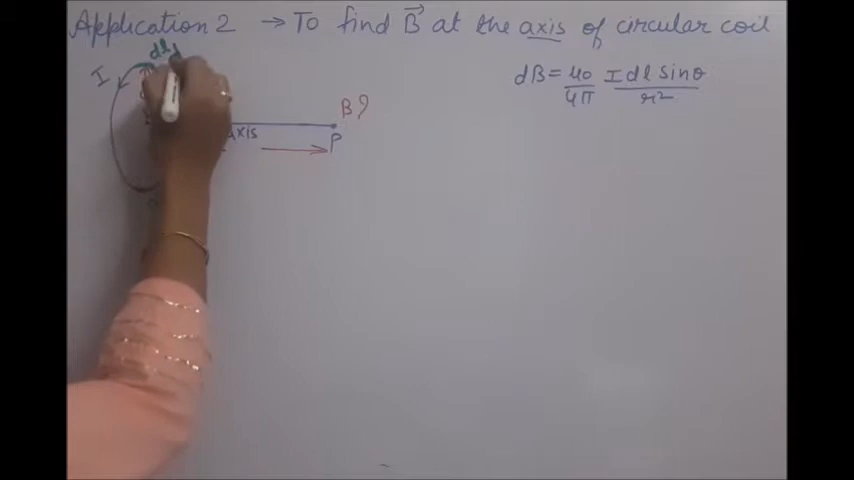 Application 2 → To find B⃗ at the axis of circular coil
dB = μ0/4π I dl sinθ/r²
dl
I
B?
axis
P